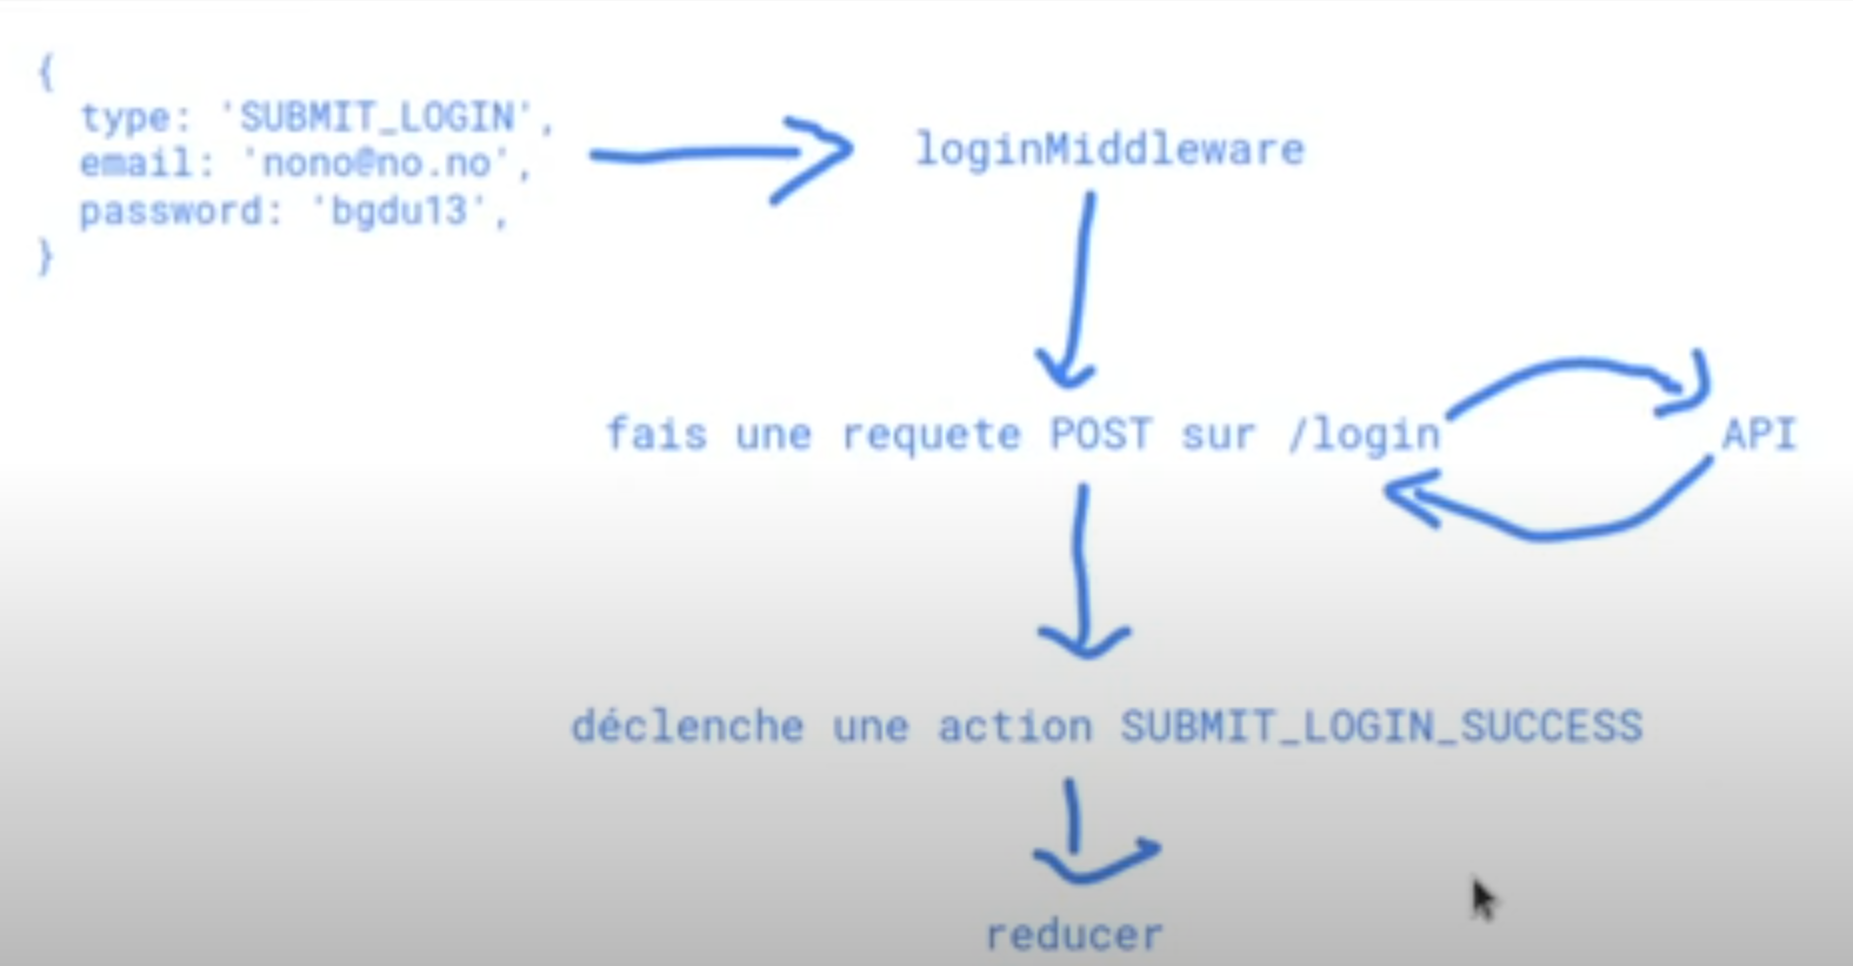 {
type: 'SUBMIT_LOGIN',
email: 'nono@no.no',
password: 'bgdu13',
}
loginMiddleware
fais une requete POST sur /login
API
déclenche une action SUBMIT_LOGIN_SUCCESS
reducer